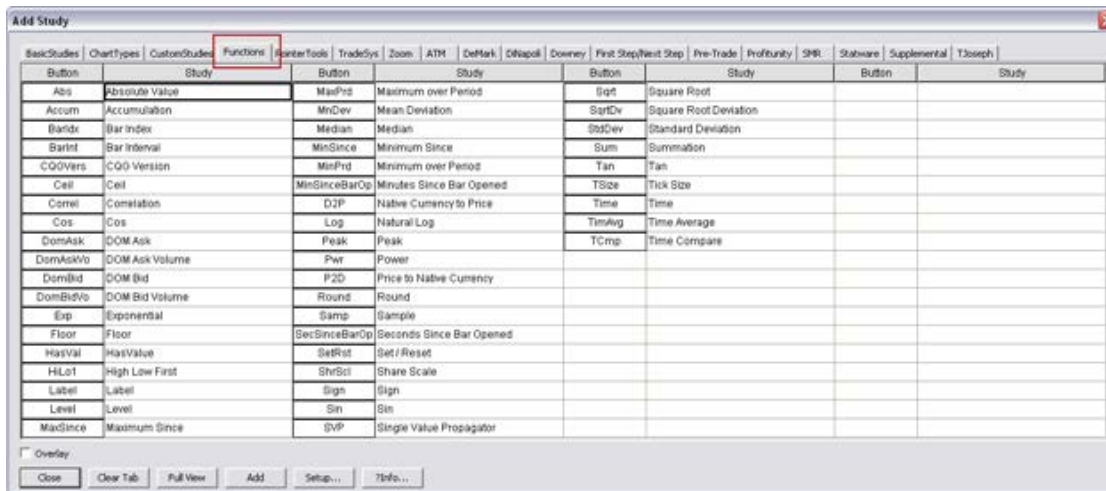 Add Study
BasicStudies ChartTypes CustomStudies Functions PointerTools TradeSys Zoom ATM DeMark DiNapoli Downey First Step/Next Step Pre-Trade Profitunity SMR Statware Supplemental TJoseph
Button Study Button Study Button Study Button Study
Abs Absolute Value MaxPrd Maximum over Period Sqrt Square Root
Accum Accumulation MnDev Mean Deviation SqrtDv Square Root Deviation
BarIdx Bar Index Median Median StdDev Standard Deviation
BarInt Bar Interval MinSince Minimum Since Sum Summation
CQGVers CQG Version MinPrd Minimum over Period Tan Tan
Ceil Ceil MinSinceBarOp Minutes Since Bar Opened TSize Tick Size
Correl Correlation D2P Native Currency to Price Time Time
Cos Cos Log Natural Log TimAvg Time Average
DomAsk DOM Ask Peak Peak TCmp Time Compare
DomAskVo DOM Ask Volume Pwr Power
DomBid DOM Bid P2D Price to Native Currency
DomBidVo DOM Bid Volume Round Round
Exp Exponential Samp Sample
Floor Floor SecSinceBarOp Seconds Since Bar Opened
HasVal HasValue SetRst Set / Reset
HiLo1 High Low First ShrScl Share Scale
Label Label Sign Sign
Level Level Sin Sin
MaxSince Maximum Since SVP Single Value Propagator
Overlay
Close Clear Tab Full View Add Setup... ?Info...